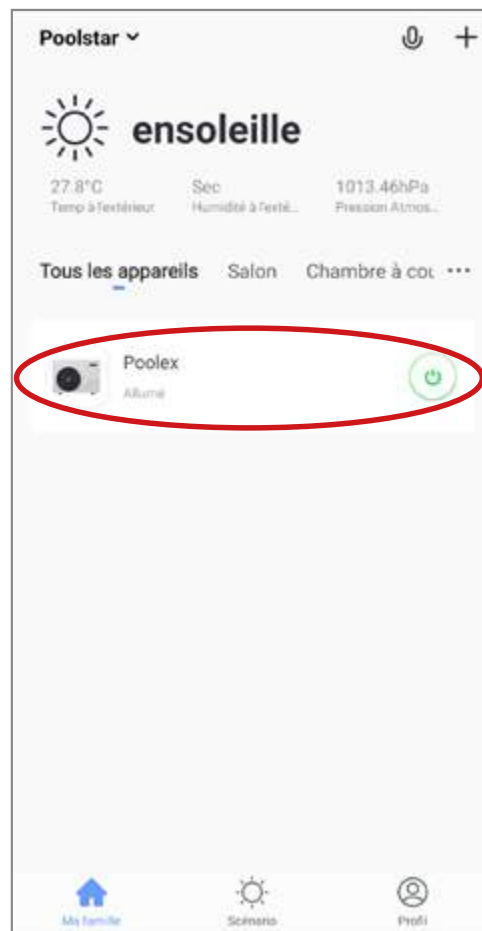 Poolstar
ensoleille
27.8°C Sec 1013.46hPa
Temp à l'extérieur Humidité à l'exté... Pression Atmos...
Tous les appareils Salon Chambre à cou ...
Poolex
Allumé
Ma famille Scénario Profil